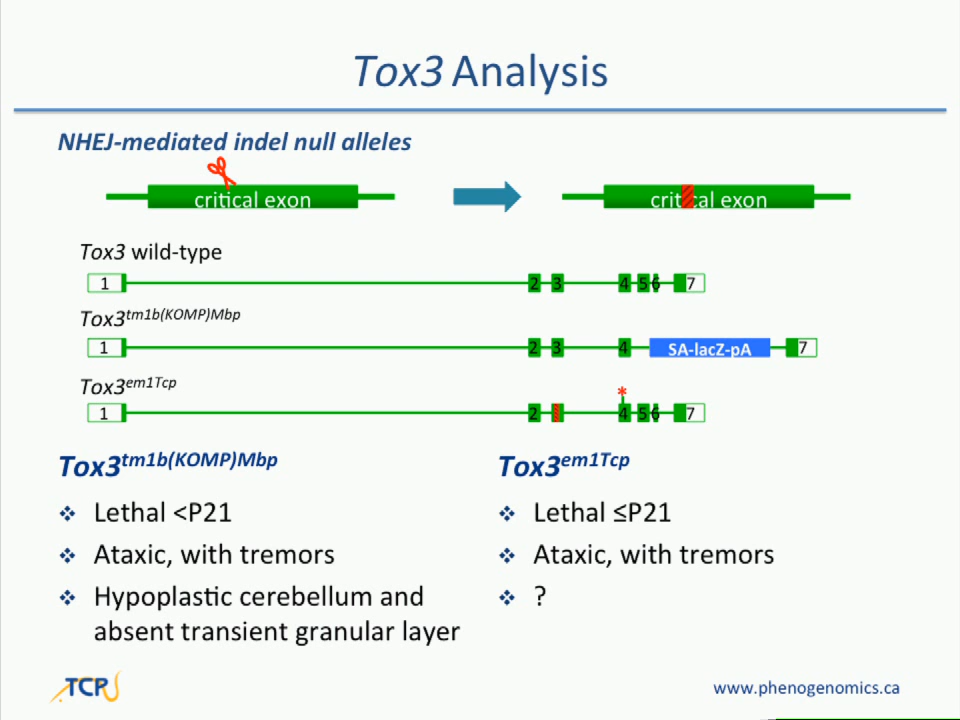 Tox3 Analysis
NHEJ-mediated indel null alleles
critical exon
critical exon
Tox3 wild-type
1 2 3 4 5 6 7
Tox3tm1b(KOMP)Mbp
1 2 3 4 SA-lacZ-pA 7
Tox3em1Tcp
*
1 2 4 5 6 7
Tox3tm1b(KOMP)Mbp
Lethal <P21
Ataxic, with tremors
Hypoplastic cerebellum and
absent transient granular layer
Tox3em1Tcp
Lethal ≤P21
Ataxic, with tremors
?
TCP
www.phenogenomics.ca